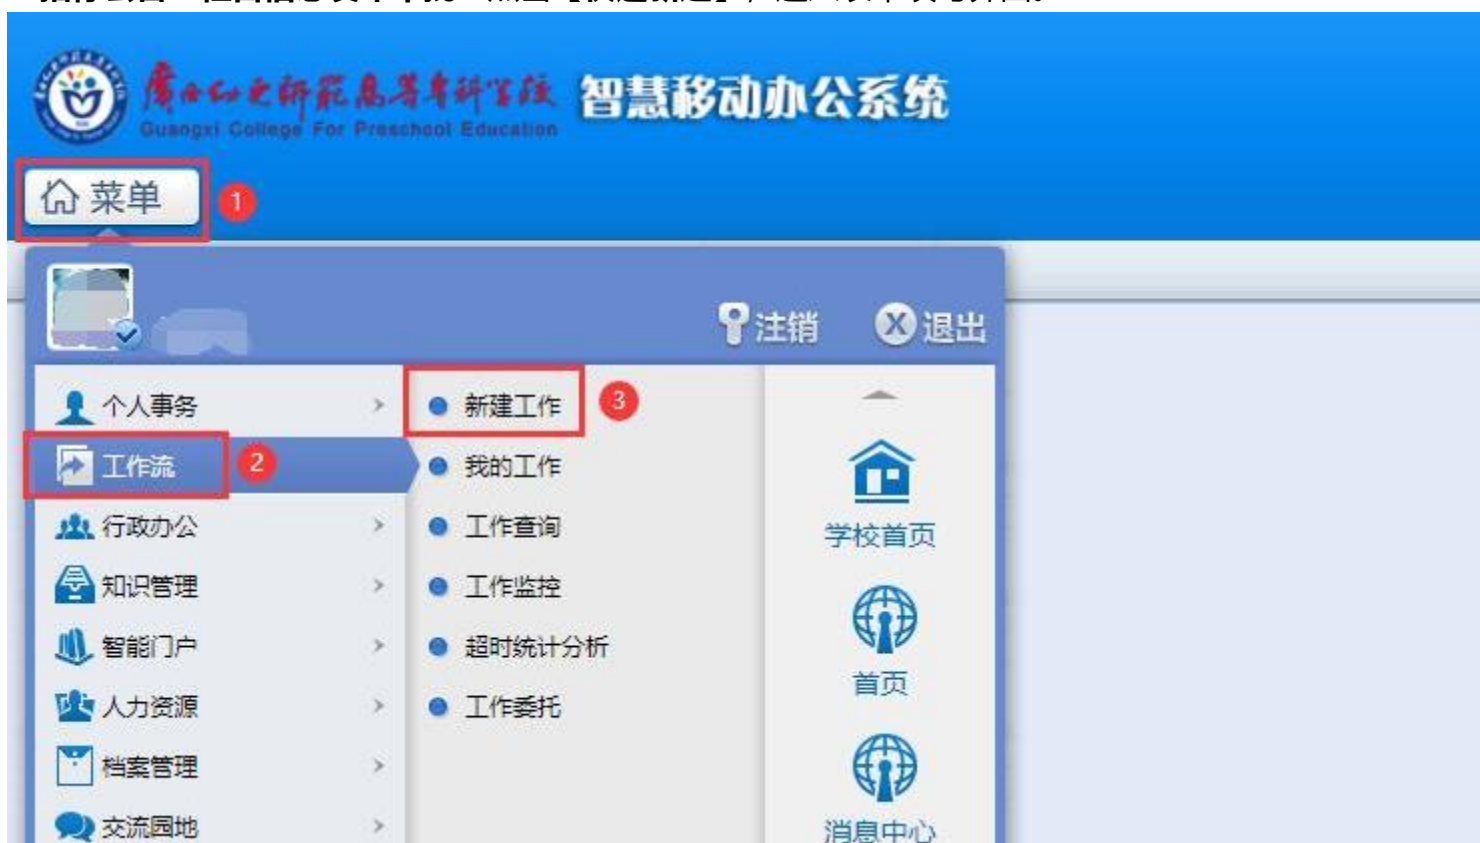 广西幼儿师范高等专科学校 智慧移动办公系统
Guangxi College For Preschool Education
菜单 1
注销 退出
个人事务
工作流 2
行政办公
知识管理
智能门户
人力资源
档案管理
交流园地
新建工作 3
我的工作
工作查询
工作监控
超时统计分析
工作委托
学校首页
首页
消息中心